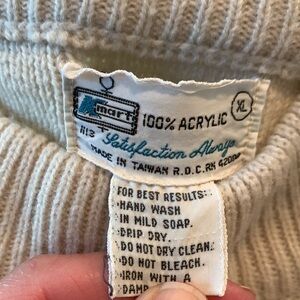 Kmart 100% ACRYLIC XL
Satisfaction Always
MADE IN TAIWAN R.O.C. RN
FOR BEST RESULTS:
HAND WASH
IN MILD SOAP.
DRIP DRY.
DO NOT DRY CLEAN.
DO NOT BLEACH.
IRON WITH A
DAMP